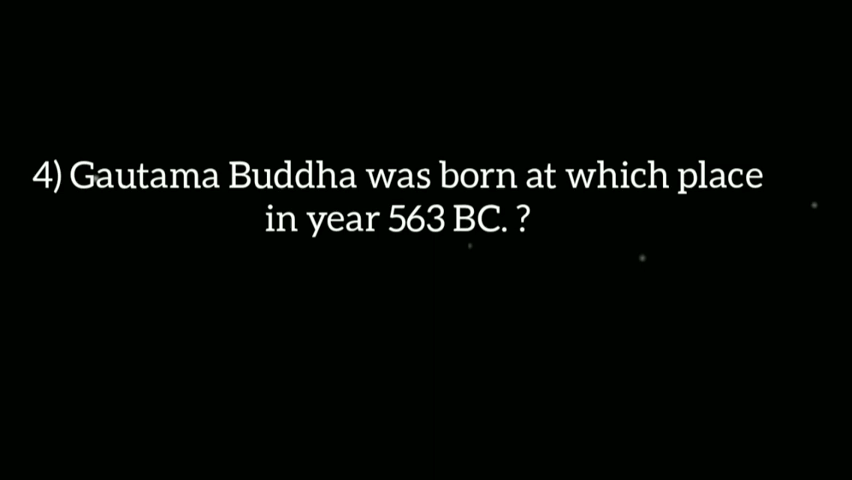 4) Gautama Buddha was born at which place
in year 563 BC. ?